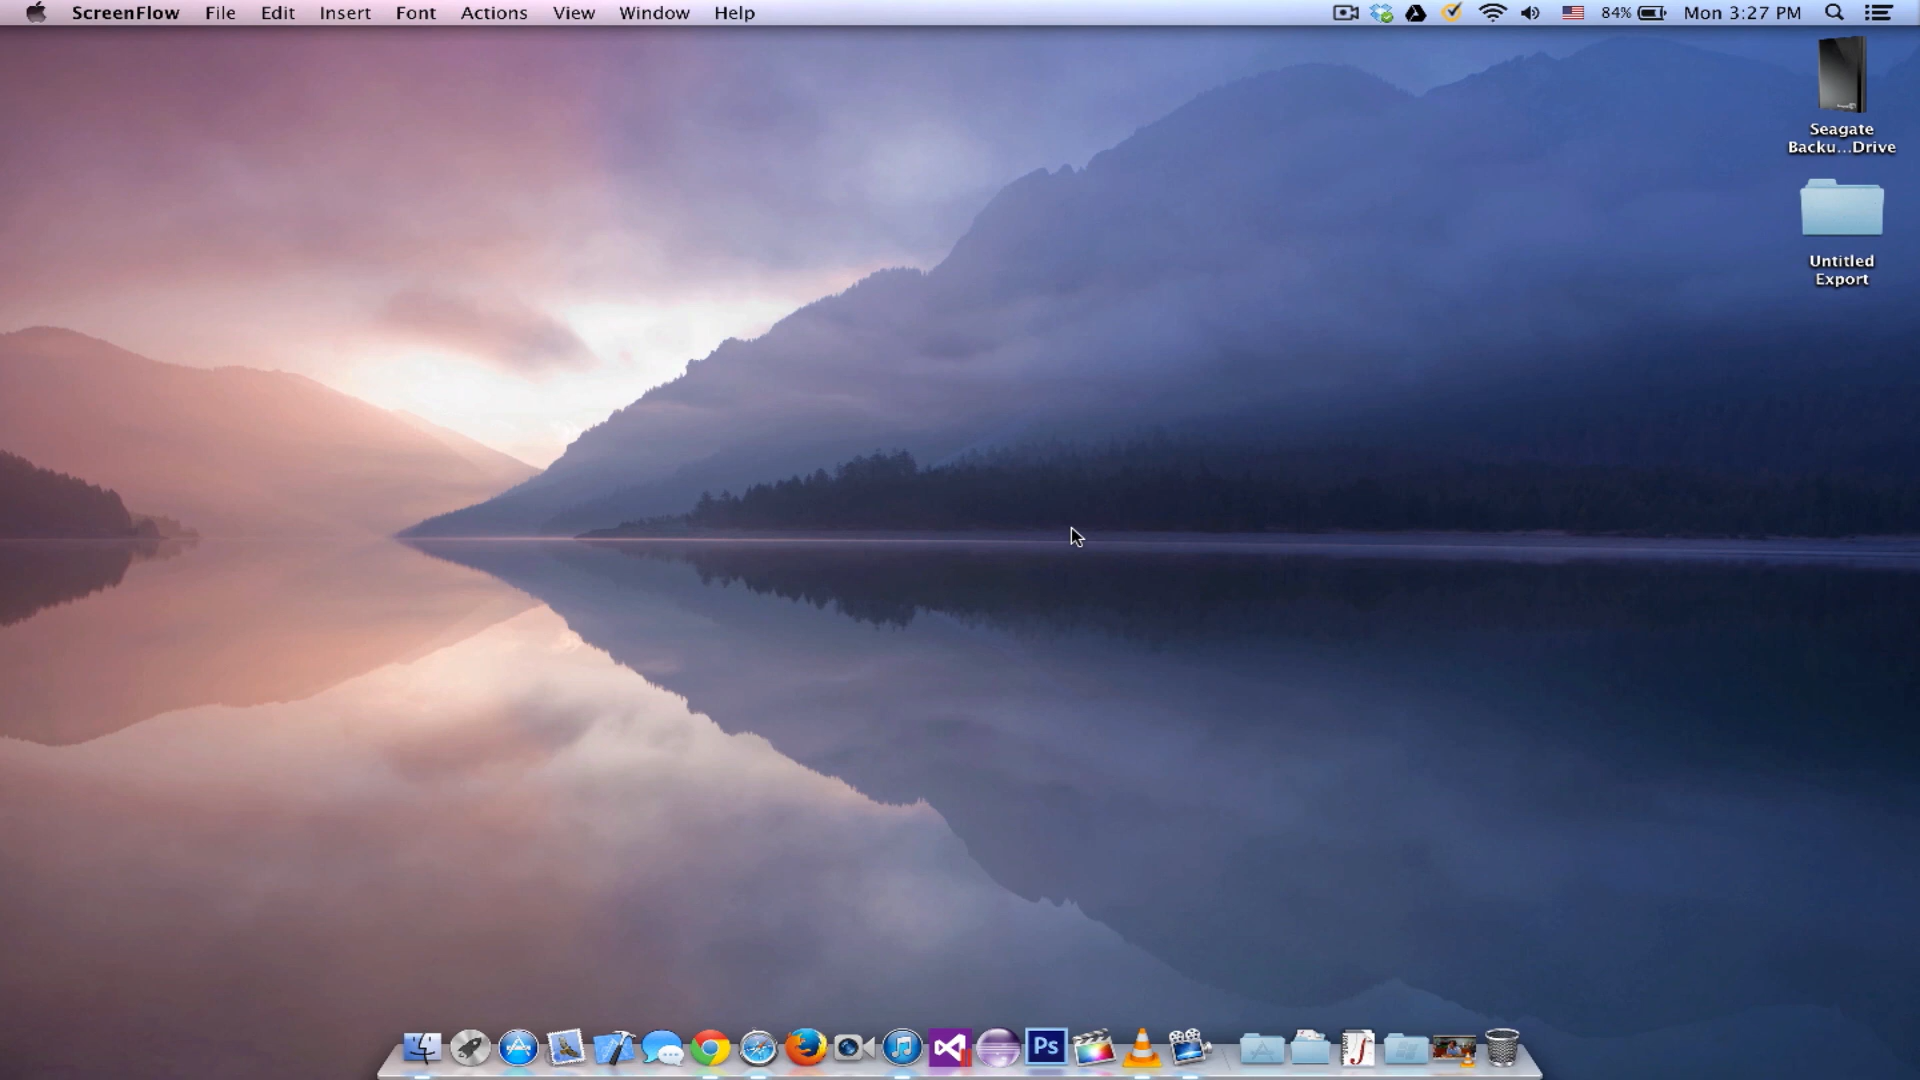 ScreenFlow File Edit Insert Font Actions View Window Help 84% Mon 3:27 PM
Seagate
Backu...Drive
Untitled
Export
Ps